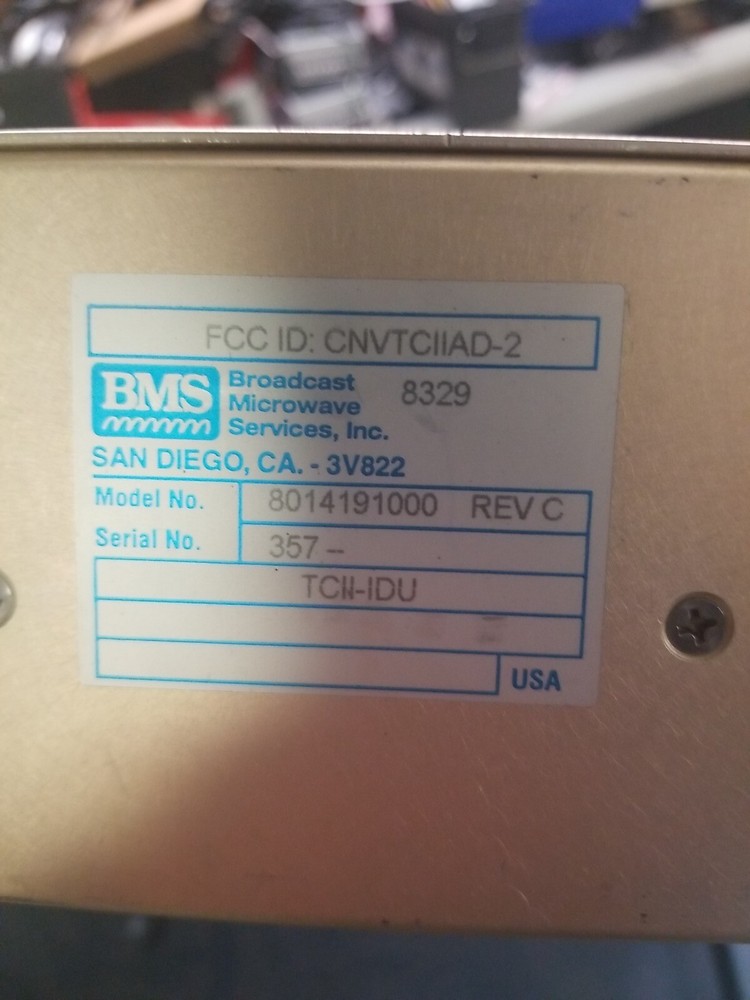 FCC ID: CNVTCIIAD-2
BMS Broadcast Microwave Services, Inc. 8329
SAN DIEGO, CA. - 3V822
Model No. 8014191000 REV C
Serial No. 357 –
TCII-IDU
USA